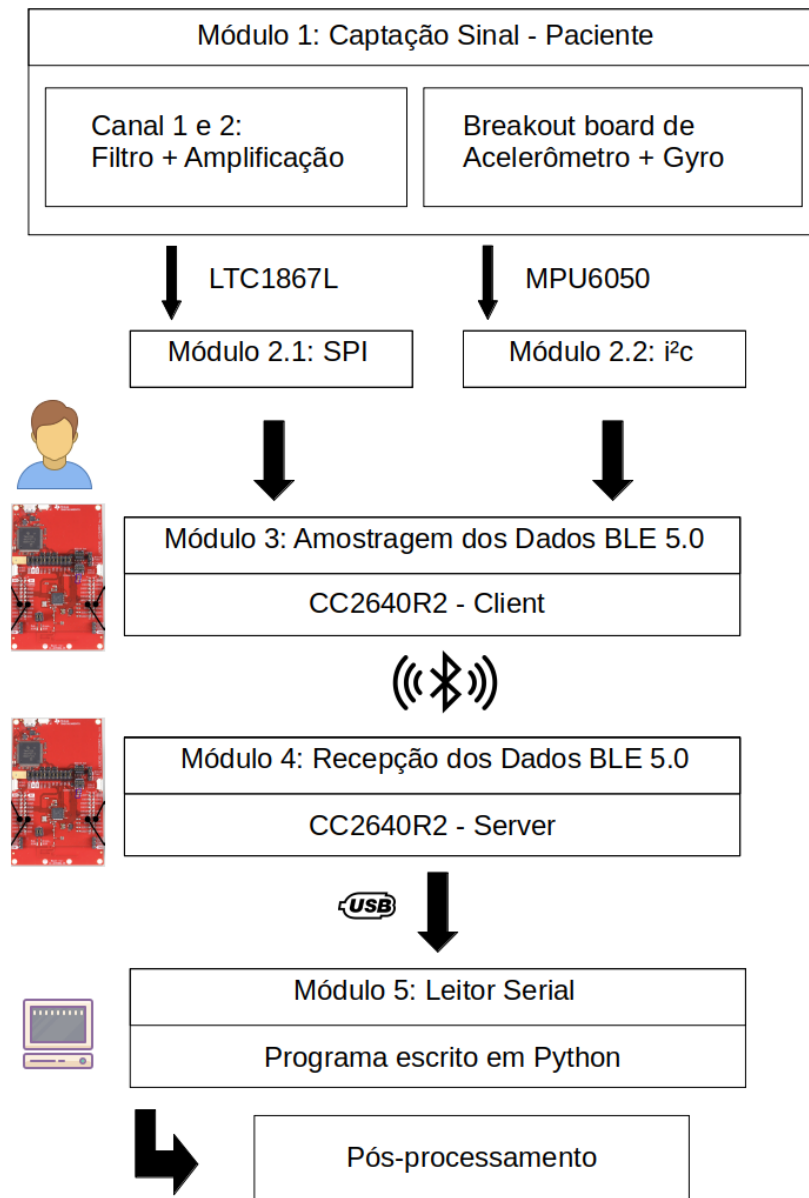 Módulo 1: Captação Sinal - Paciente
Canal 1 e 2:
Filtro + Amplificação
Breakout board de
Acelerômetro + Gyro
LTC1867L
MPU6050
Módulo 2.1: SPI
Módulo 2.2: i²c
Módulo 3: Amostragem dos Dados BLE 5.0
CC2640R2 - Client
Módulo 4: Recepção dos Dados BLE 5.0
CC2640R2 - Server
USB
Módulo 5: Leitor Serial
Programa escrito em Python
Pós-processamento